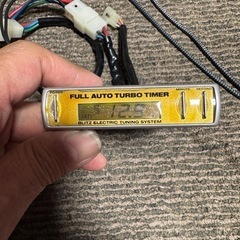 FULL AUTO TURBO TIMER
BLITZ ELECTRIC TUNING SYSTEM